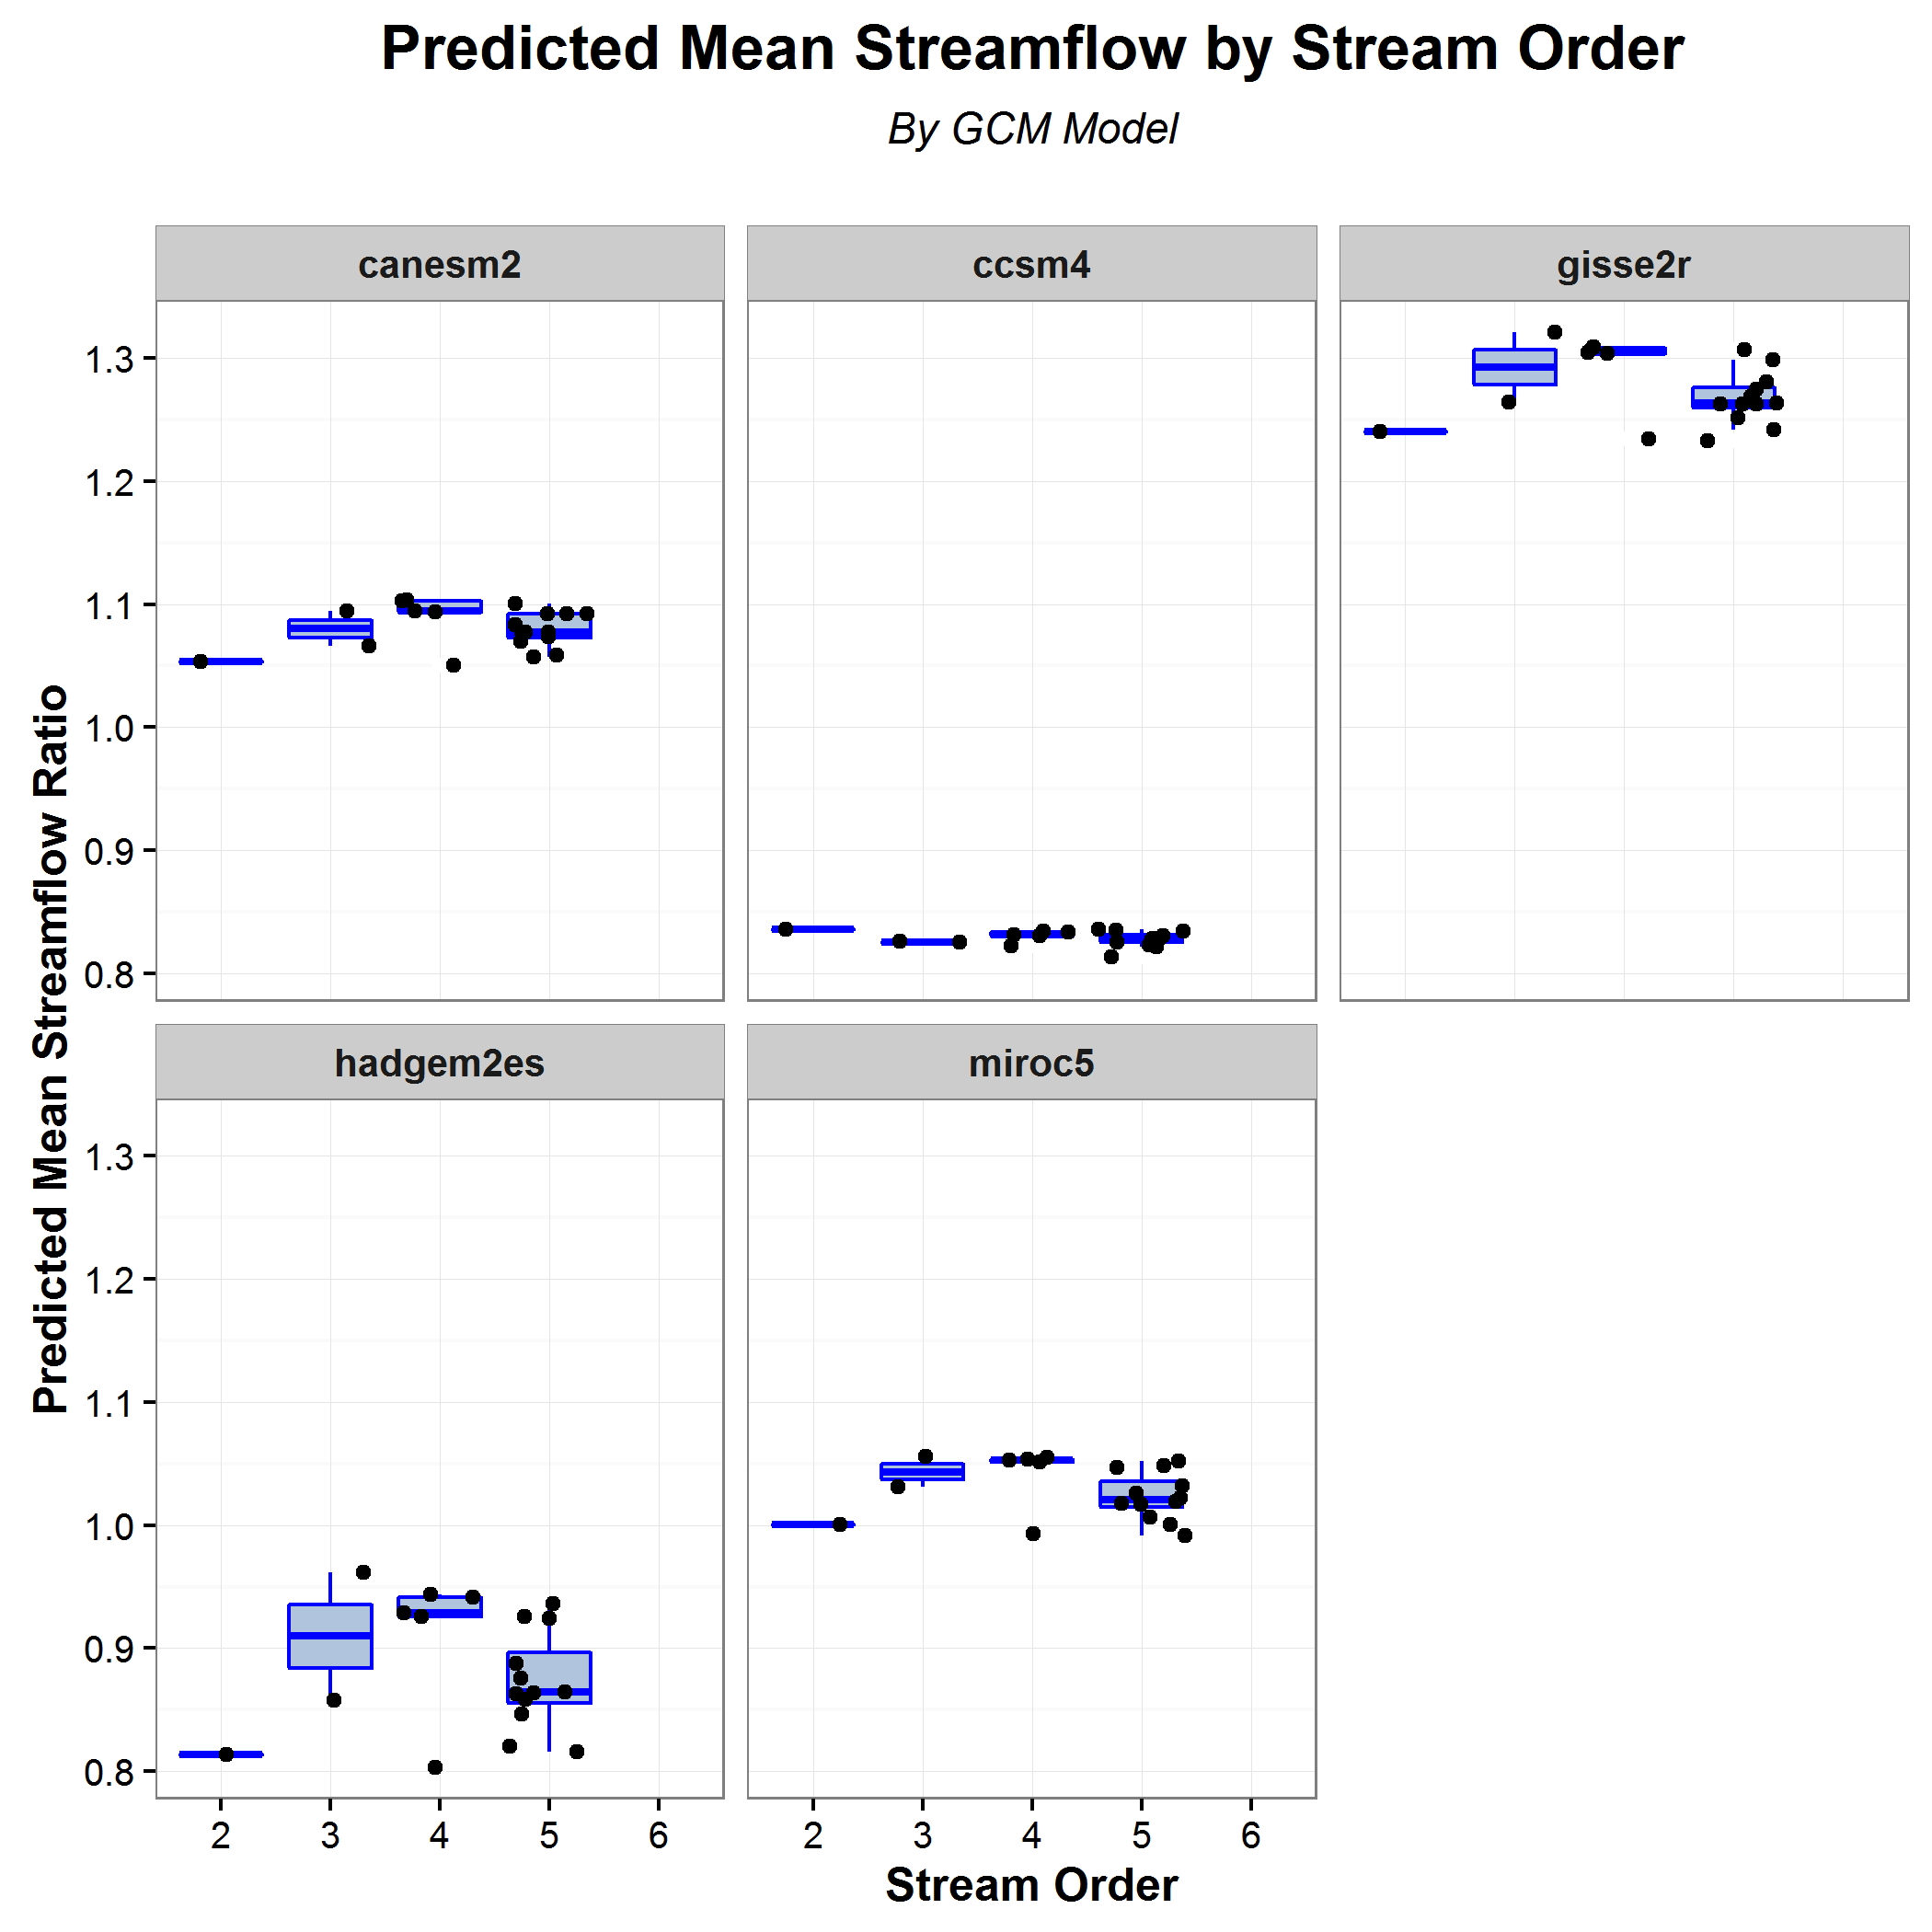 Predicted Mean Streamflow by Stream Order
By GCM Model
canesm2
ccsm4
gisse2r
1.3
1.2
1.1
1.0
0.9
0.8
Predicted Mean Streamflow Ratio
hadgem2es
miroc5
1.3
1.2
1.1
1.0
0.9
0.8
2 3 4 5 6
2 3 4 5 6
Stream Order